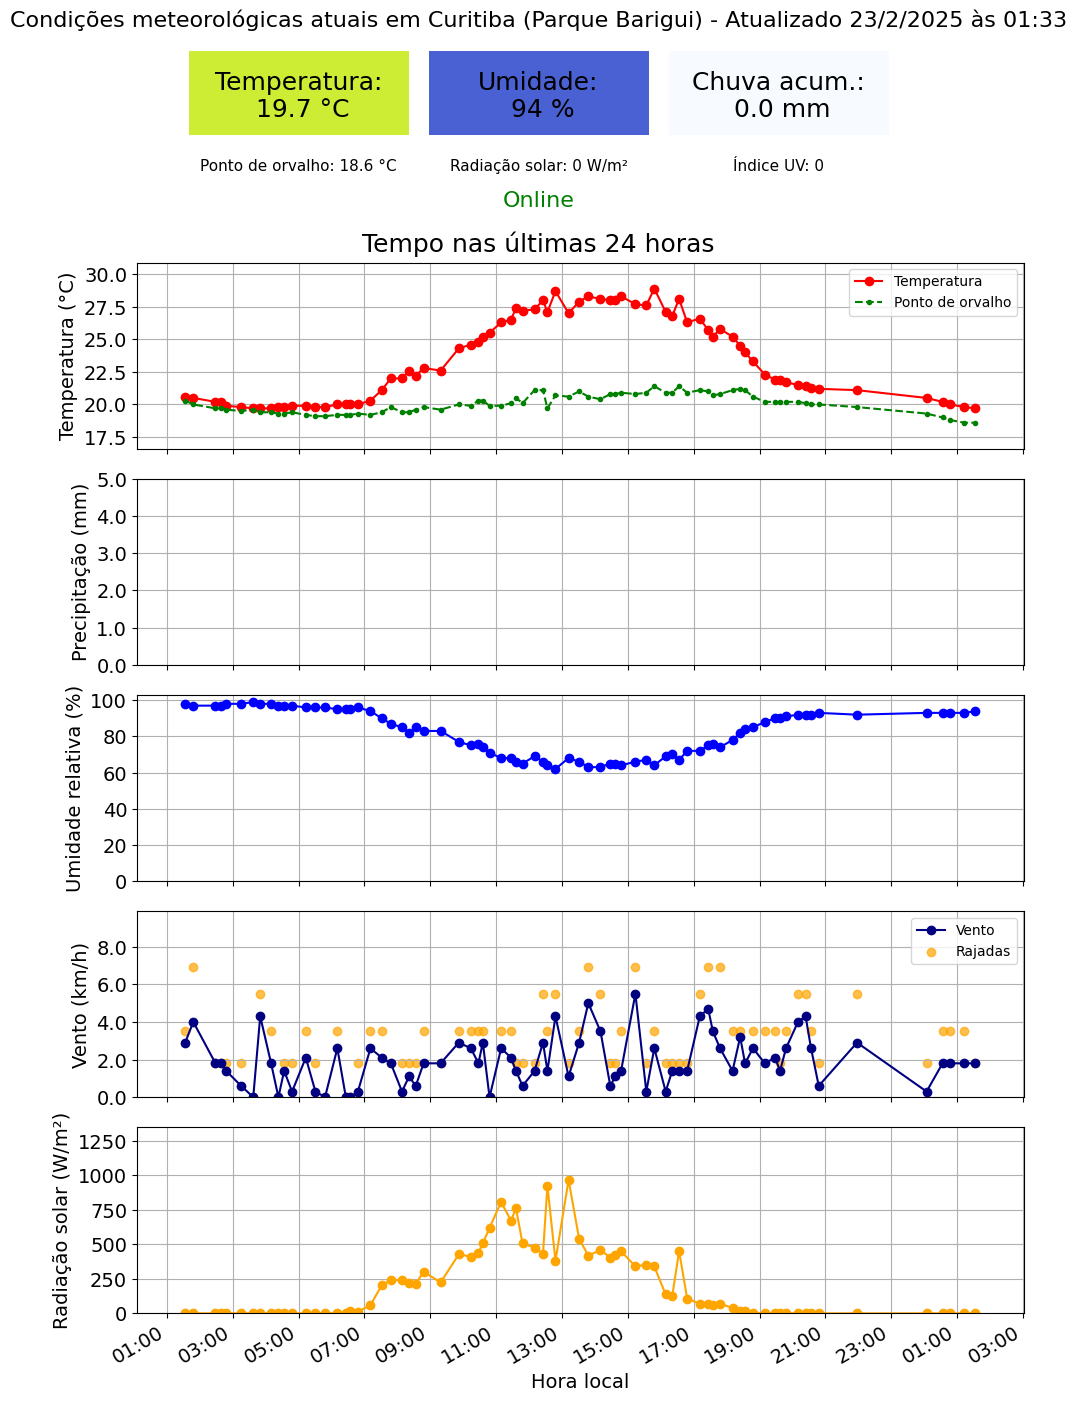 Condições meteorológicas atuais em Curitiba (Parque Barigui) - Atualizado 23/2/2025 às 01:33
Temperatura:
19.7 °C
Umidade:
94 %
Chuva acum.:
0.0 mm
Ponto de orvalho: 18.6 °C
Radiação solar: 0 W/m²
Índice UV: 0
Online
Tempo nas últimas 24 horas
Temperatura (°C)
30.0
27.5
25.0
22.5
20.0
17.5
Temperatura
Ponto de orvalho
Precipitação (mm)
5.0
4.0
3.0
2.0
1.0
0.0
Umidade relativa (%)
100
80
60
40
20
0
Vento (km/h)
8.0
6.0
4.0
2.0
0.0
Vento
Rajadas
Radiação solar (W/m²)
1250
1000
750
500
250
0
01:00
03:00
05:00
07:00
09:00
11:00
13:00
15:00
17:00
19:00
21:00
23:00
01:00
03:00
Hora local